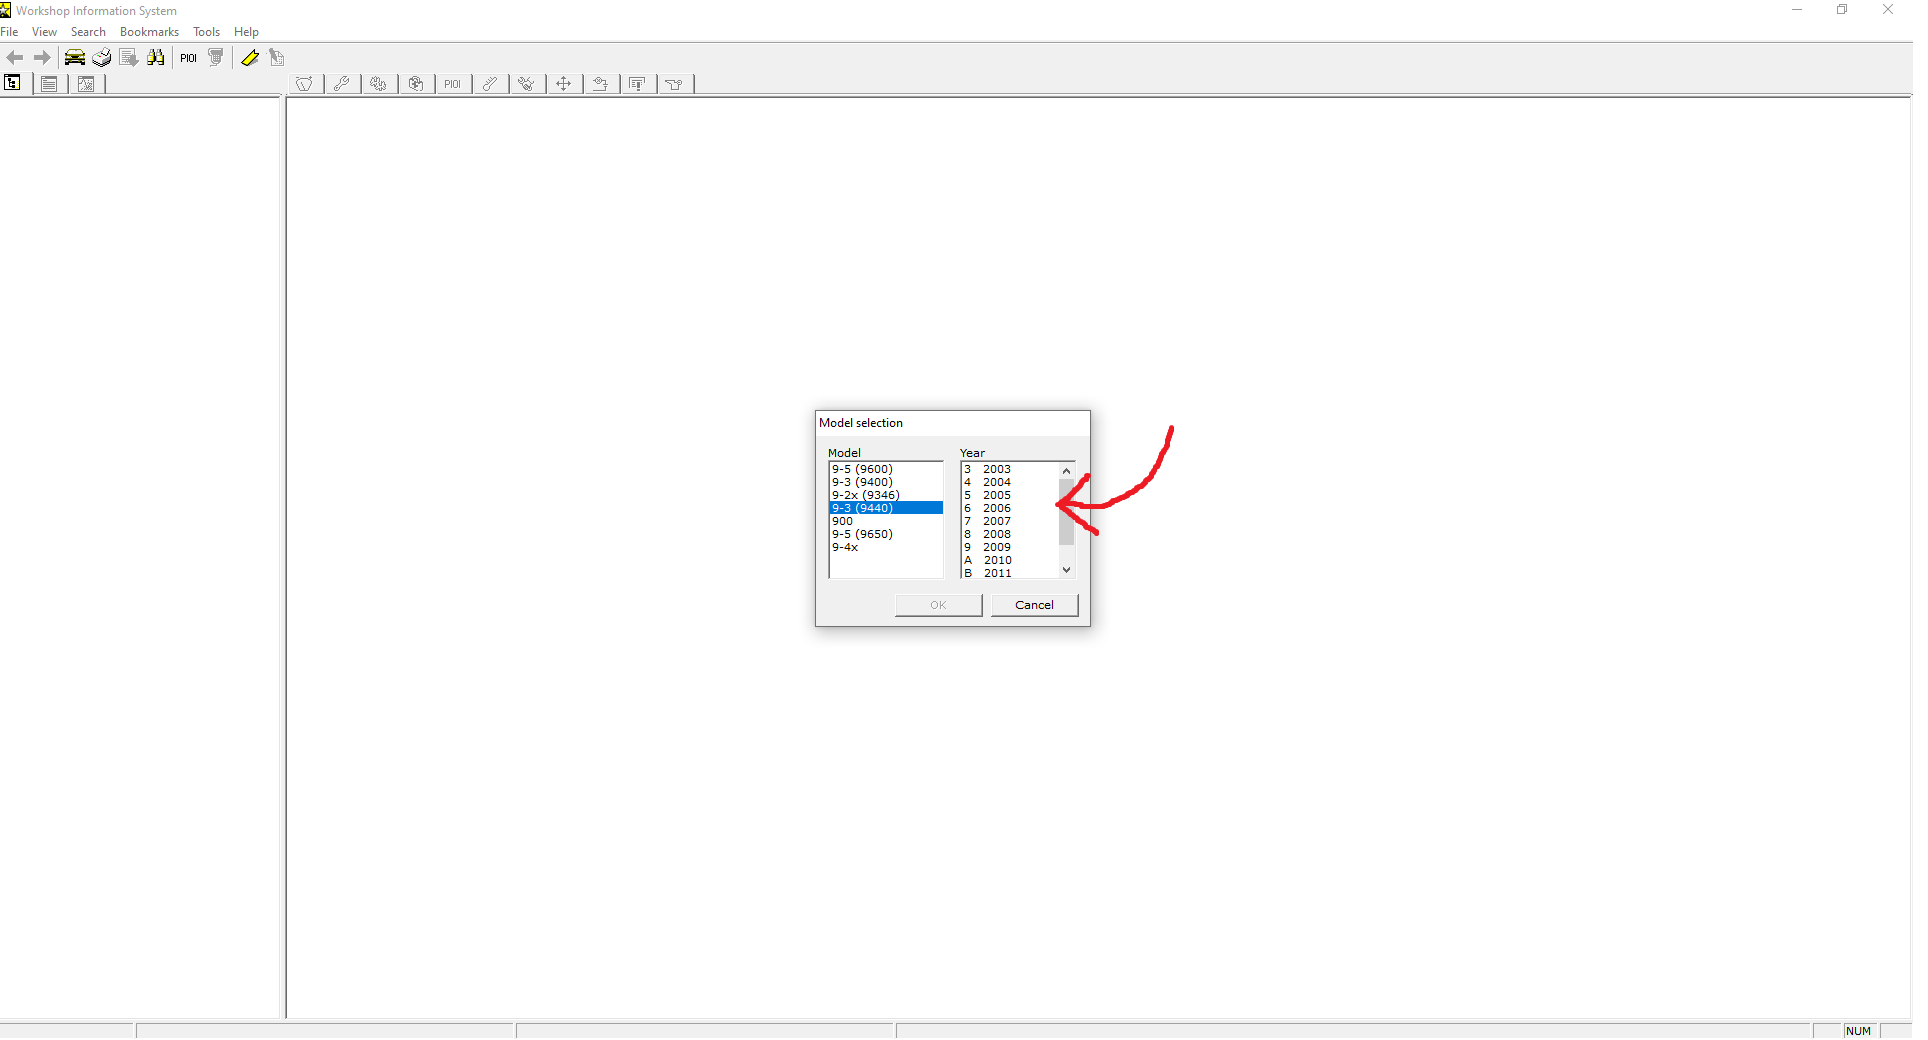 Workshop Information System
File View Search Bookmarks Tools Help
PIOI
PIOI
Model selection
Model
9-5 (9600)
9-3 (9400)
9-2x (9346)
9-3 (9440)
900
9-5 (9650)
9-4x
Year
3 2003
4 2004
5 2005
6 2006
7 2007
8 2008
9 2009
A 2010
B 2011
OK Cancel
NUM